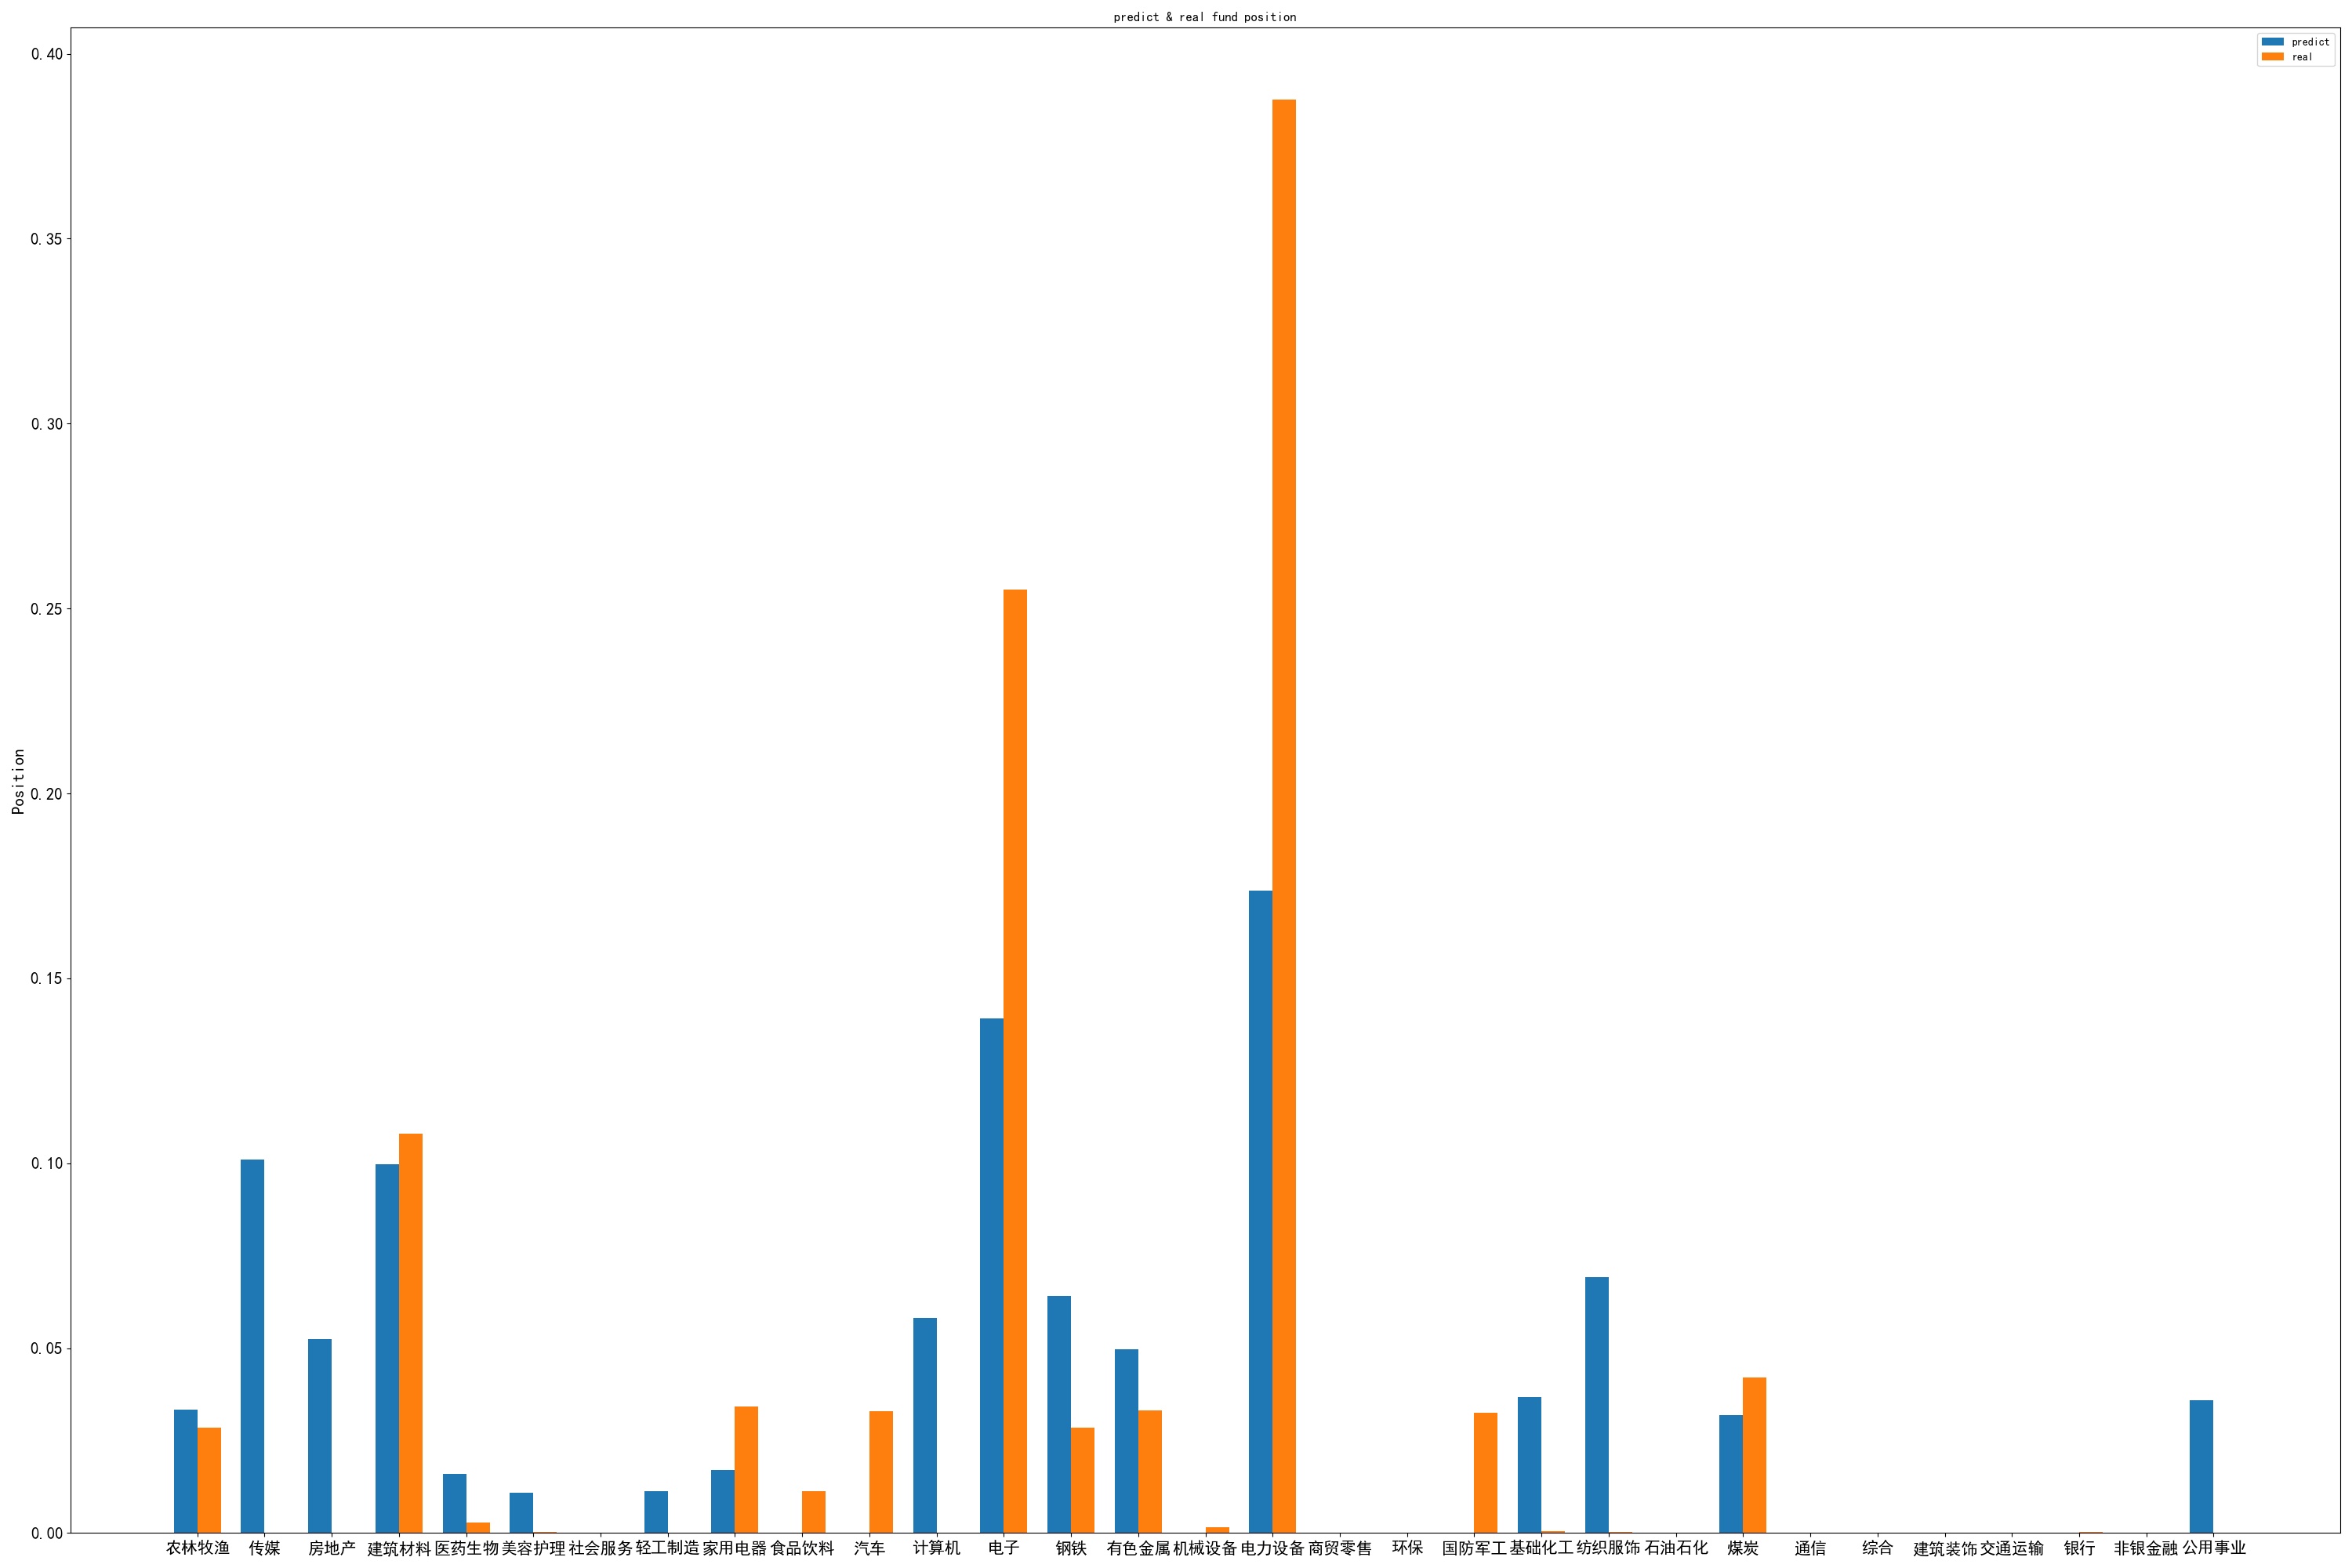 predict & real fund position
predict
real
0.40
0.35
0.30
0.25
0.20
0.15
0.10
0.05
0.00
Position
农林牧渔 传媒 房地产 建筑材料 医药生物 美容护理 社会服务 轻工制造 家用电器 食品饮料 汽车 计算机 电子 钢铁 有色金属 机械设备 电力设备 商贸零售 环保 国防军工 基础化工 纺织服饰 石油石化 煤炭 通信 综合 建筑装饰 交通运输 银行 非银金融 公用事业